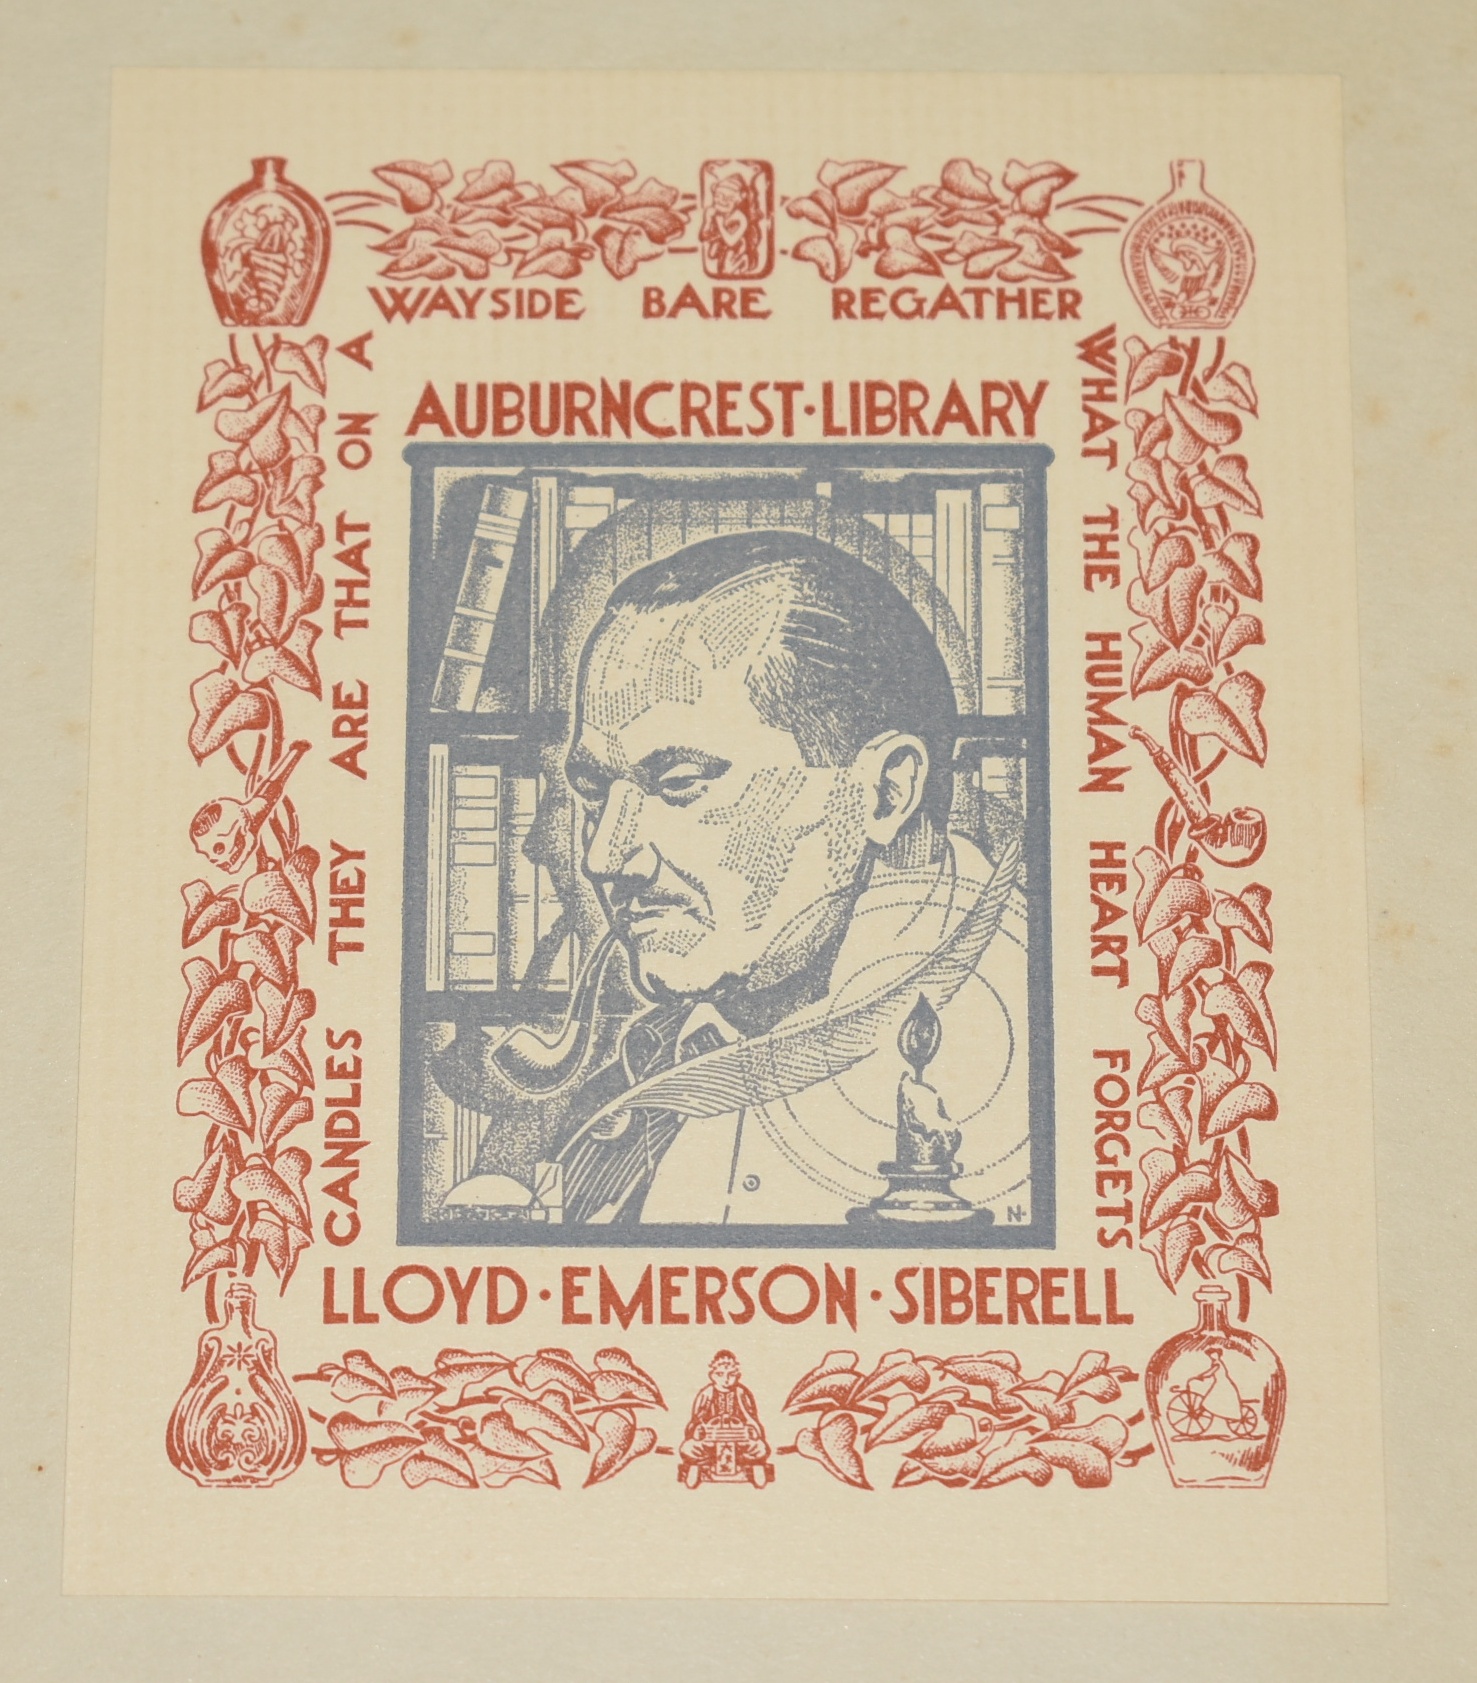 CANDLES THEY ARE THAT ON A
WAYSIDE BARE REGATHER
WHAT THE HUMAN HEART FORGETS
AUBURNCREST·LIBRARY
N·
LLOYD·EMERSON·SIBERELL